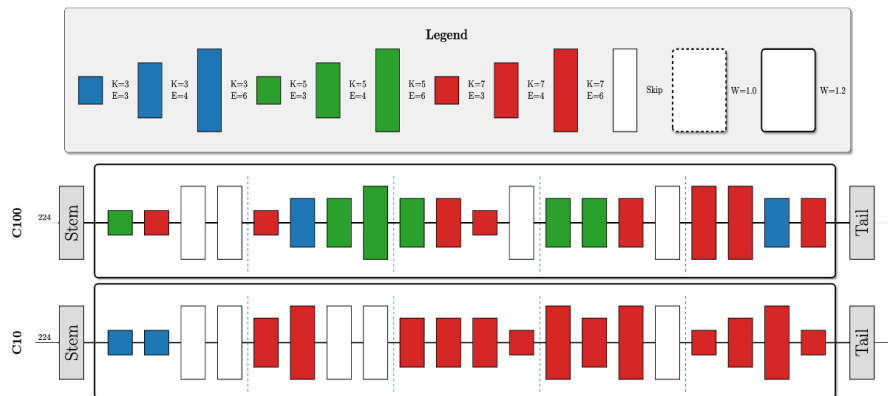 Legend
K=3 E=3
K=3 E=4
K=3 E=6
K=5 E=3
K=5 E=4
K=5 E=6
K=7 E=3
K=7 E=4
K=7 E=6
Skip
W=1.0
W=1.2
C100
224
Stem
Tail
C10
224
Stem
Tail